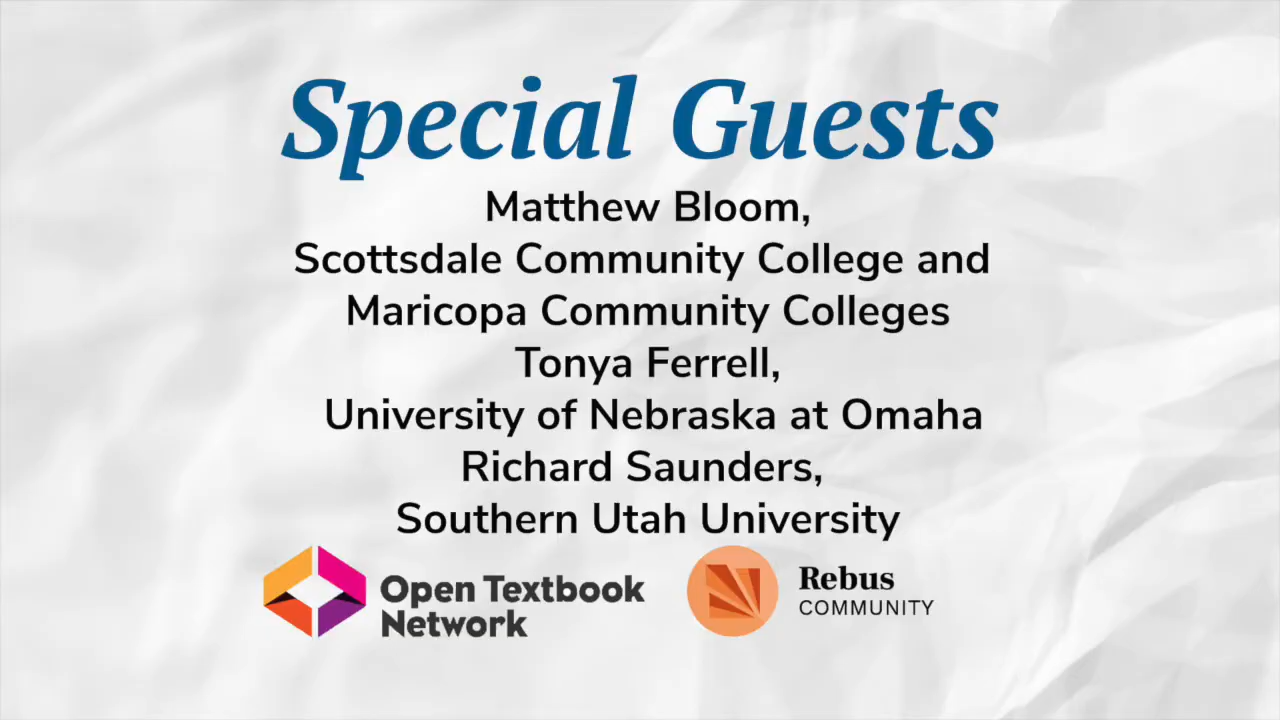 Special Guests
Matthew Bloom,
Scottsdale Community College and
Maricopa Community Colleges
Tonya Ferrell,
University of Nebraska at Omaha
Richard Saunders,
Southern Utah University
Open Textbook
Network
Rebus
COMMUNITY